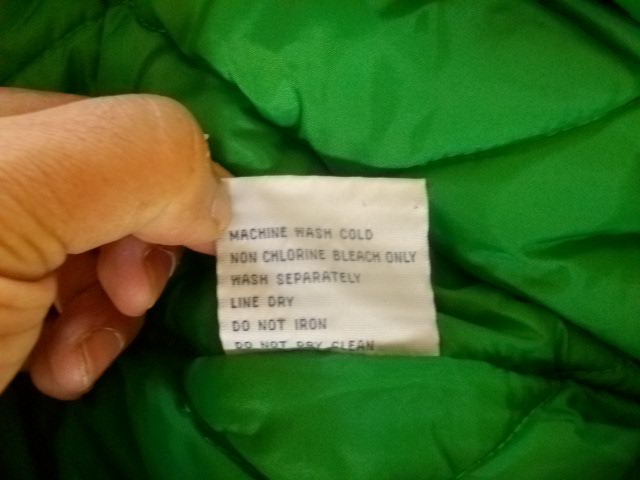 MACHINE WASH COLD
NON CHLORINE BLEACH ONLY
WASH SEPARATELY
LINE DRY
DO NOT IRON
DO NOT DRY CLEAN